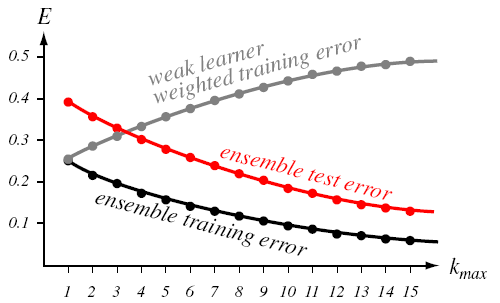 E
0.5
0.4
0.3
0.2
0.1
weak learner
weighted training error
ensemble test error
ensemble training error
1 2 3 4 5 6 7 8 9 10 11 12 13 14 15
kmax